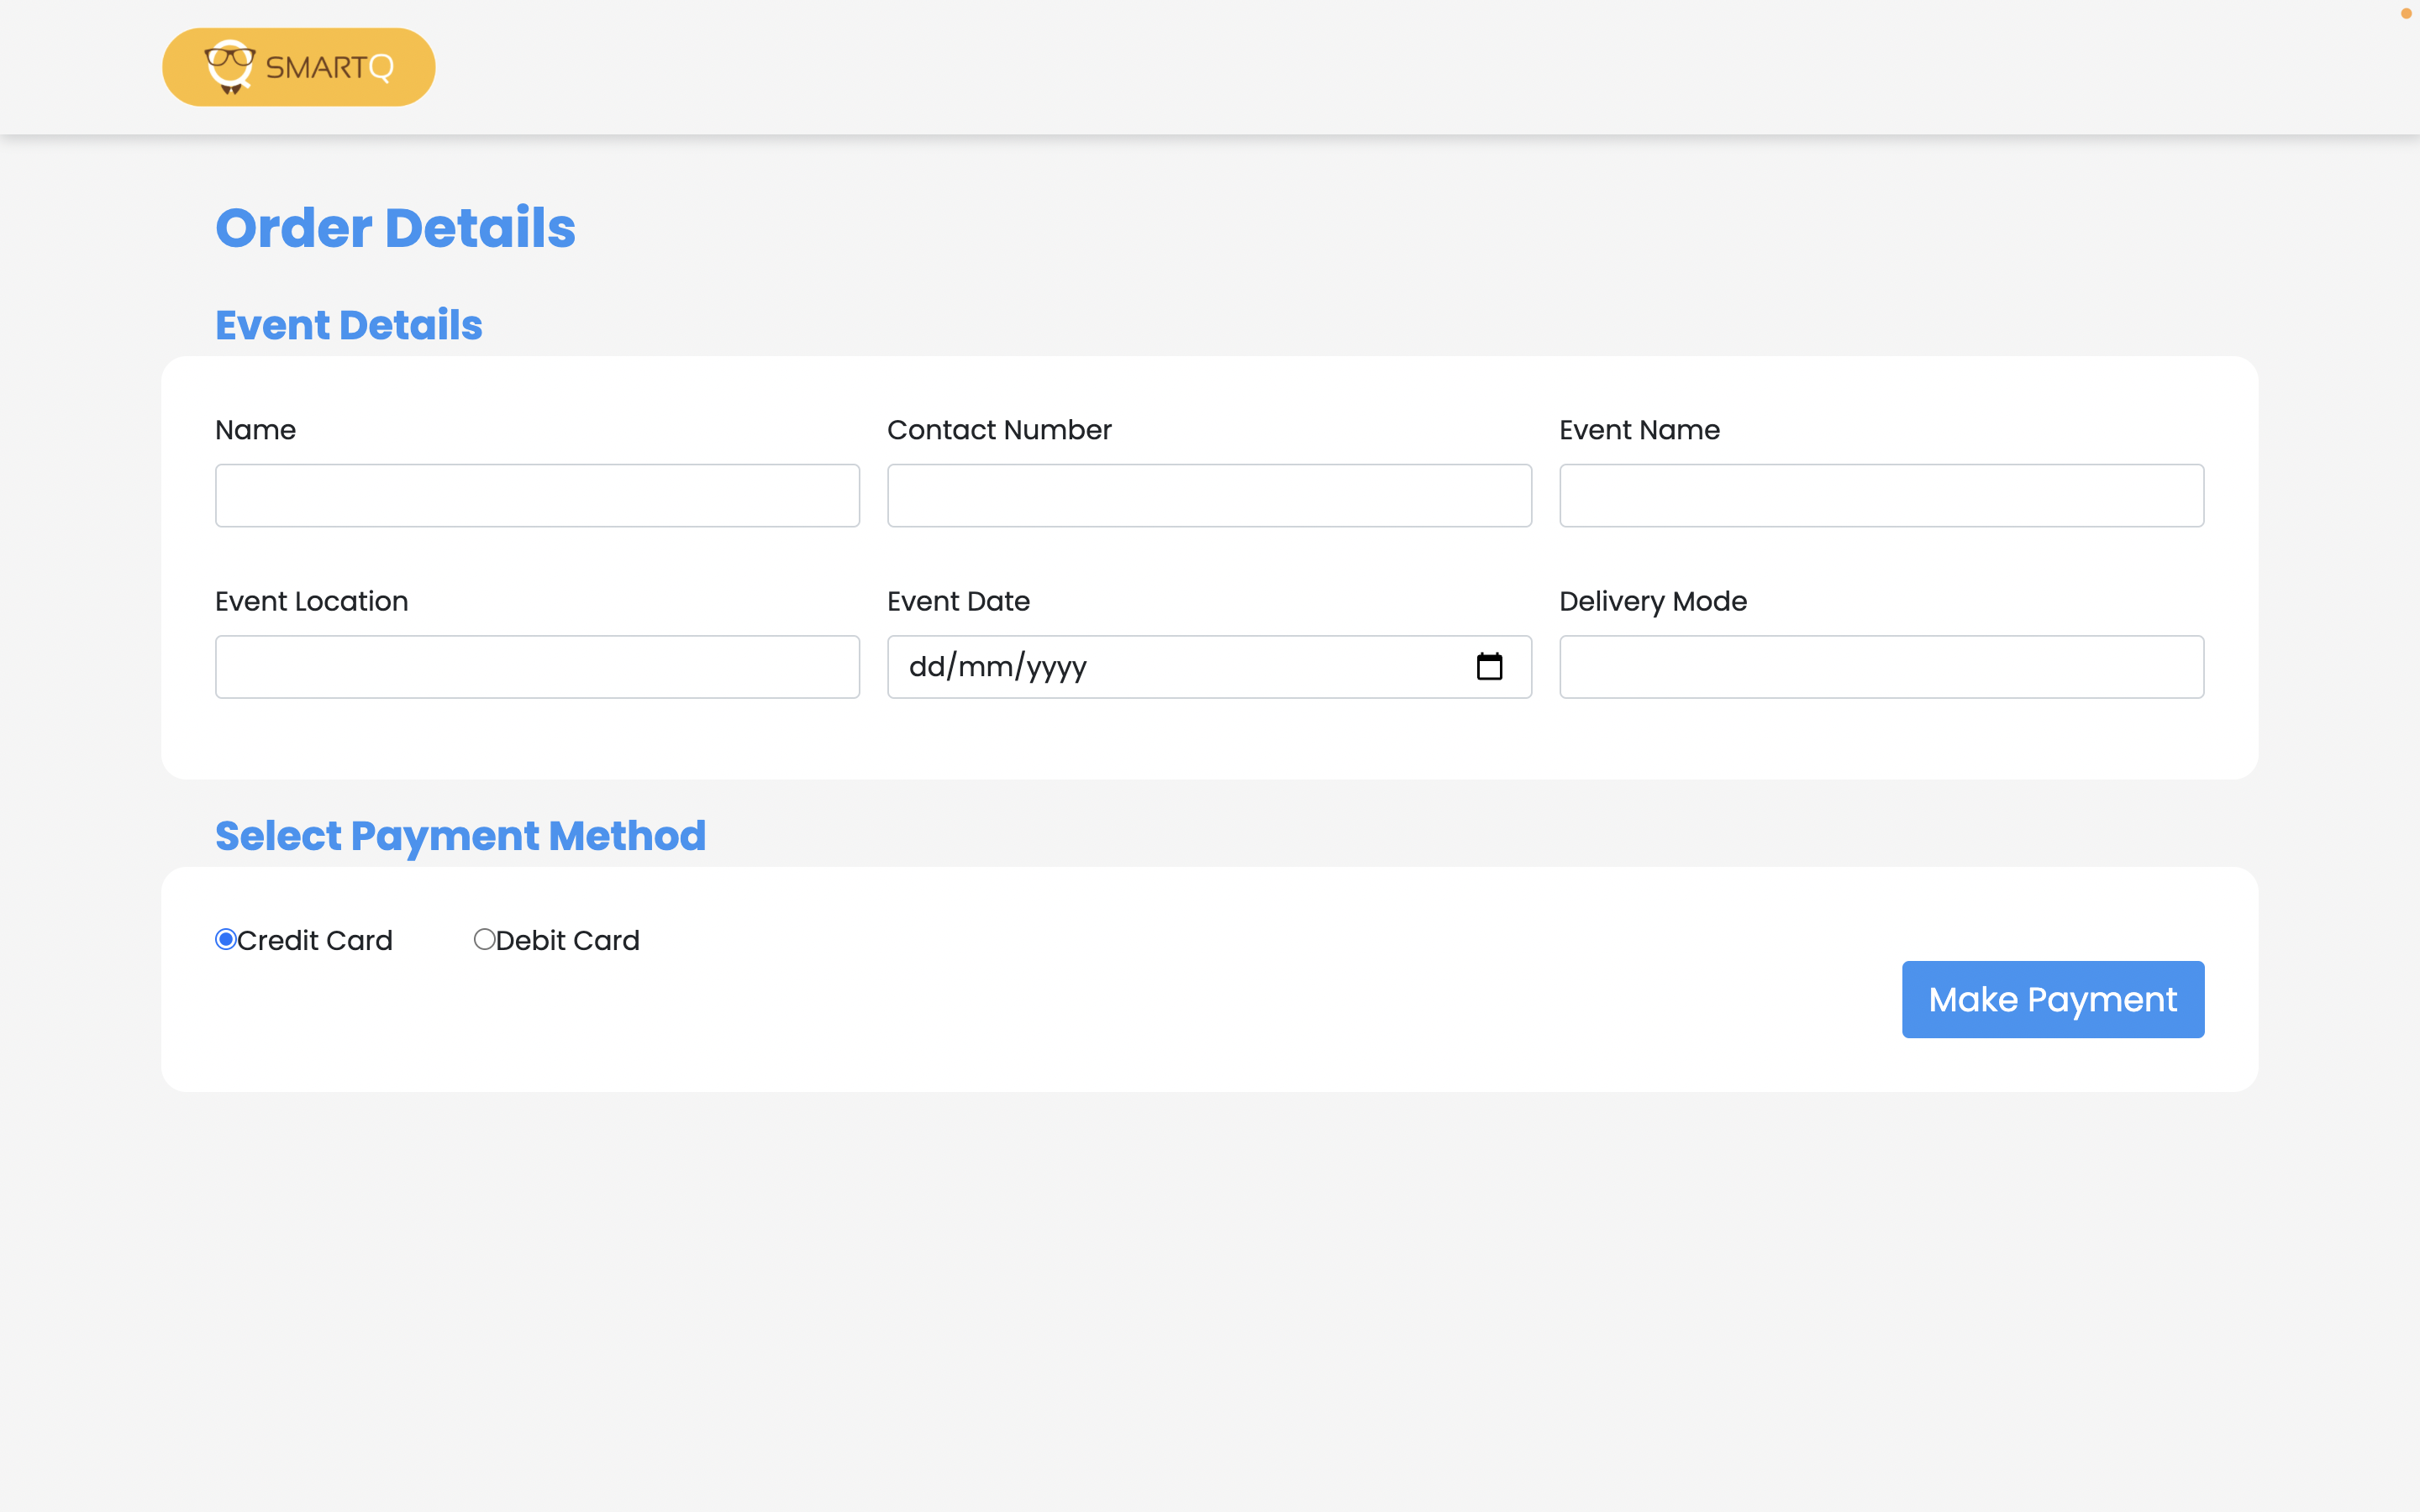 SMARTQ
Order Details
Event Details
Name
Contact Number
Event Name
Event Location
Event Date
Delivery Mode
dd/mm/yyyy
Select Payment Method
Credit Card
Debit Card
Make Payment